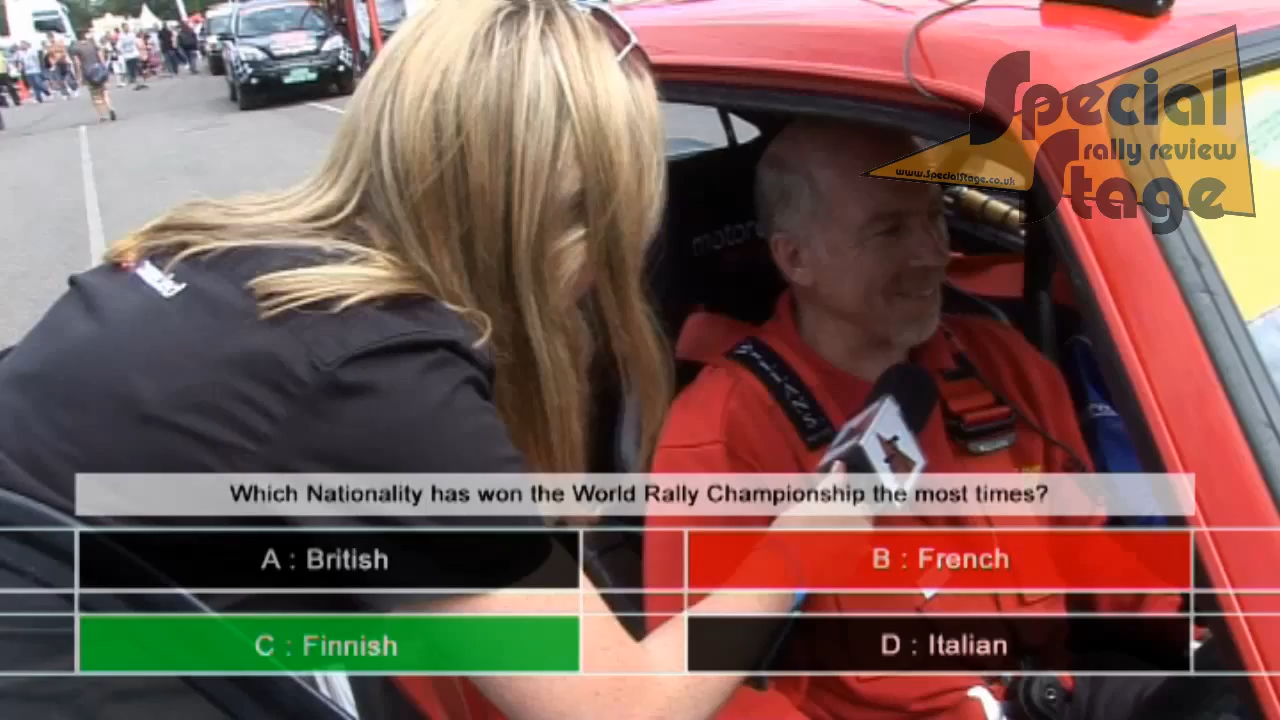 Special
rally review
www.SpecialStage.co.uk
Stage
motor
Which Nationality has won the World Rally Championship the most times?
A : British
B : French
C : Finnish
D : Italian